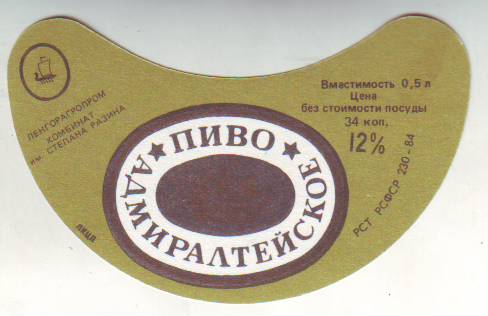 ЛЕНГОРАГРОПРОМ
КОМБИНАТ
им. СТЕПАНА РАЗИНА
★ ПИВО ★
АДМИРАЛТЕЙСКОЕ
Вместимость 0,5 л
Цена
без стоимости посуды
34 коп.
12%
РСТ РСФСР 230-84